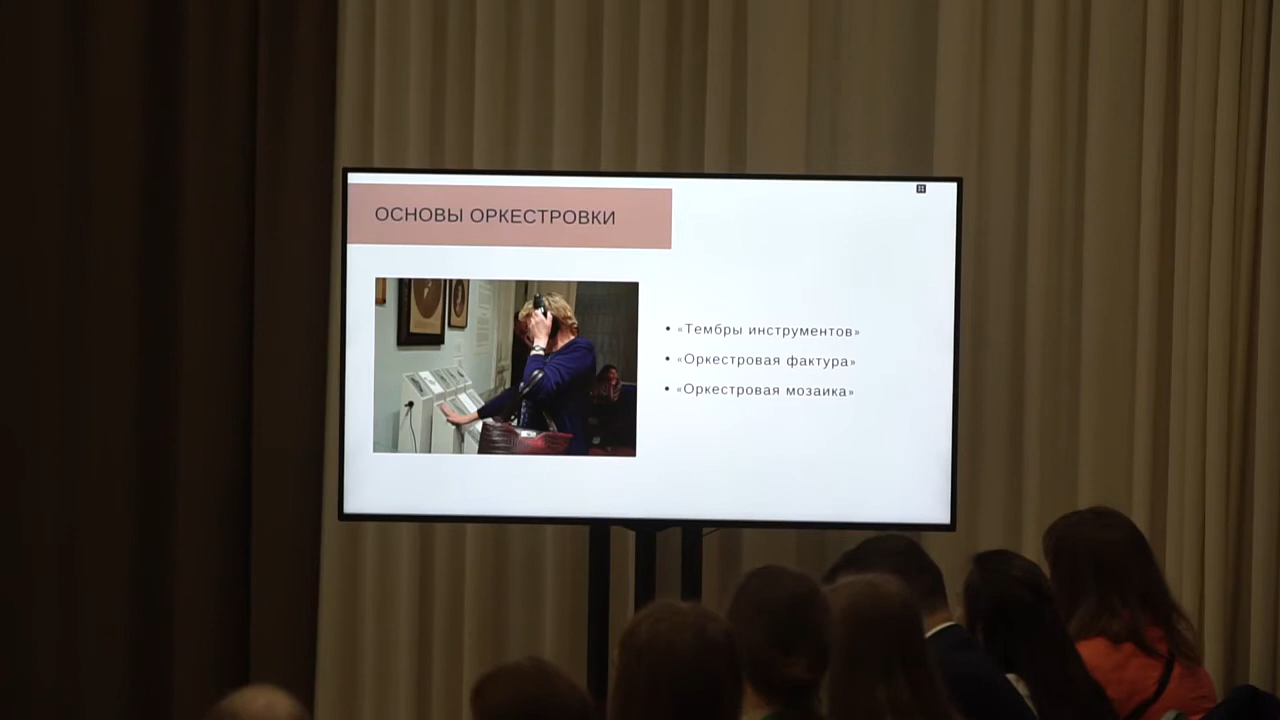 ОСНОВЫ ОРКЕСТРОВКИ
• «Тембры инструментов»
• «Оркестровая фактура»
• «Оркестровая мозаика»